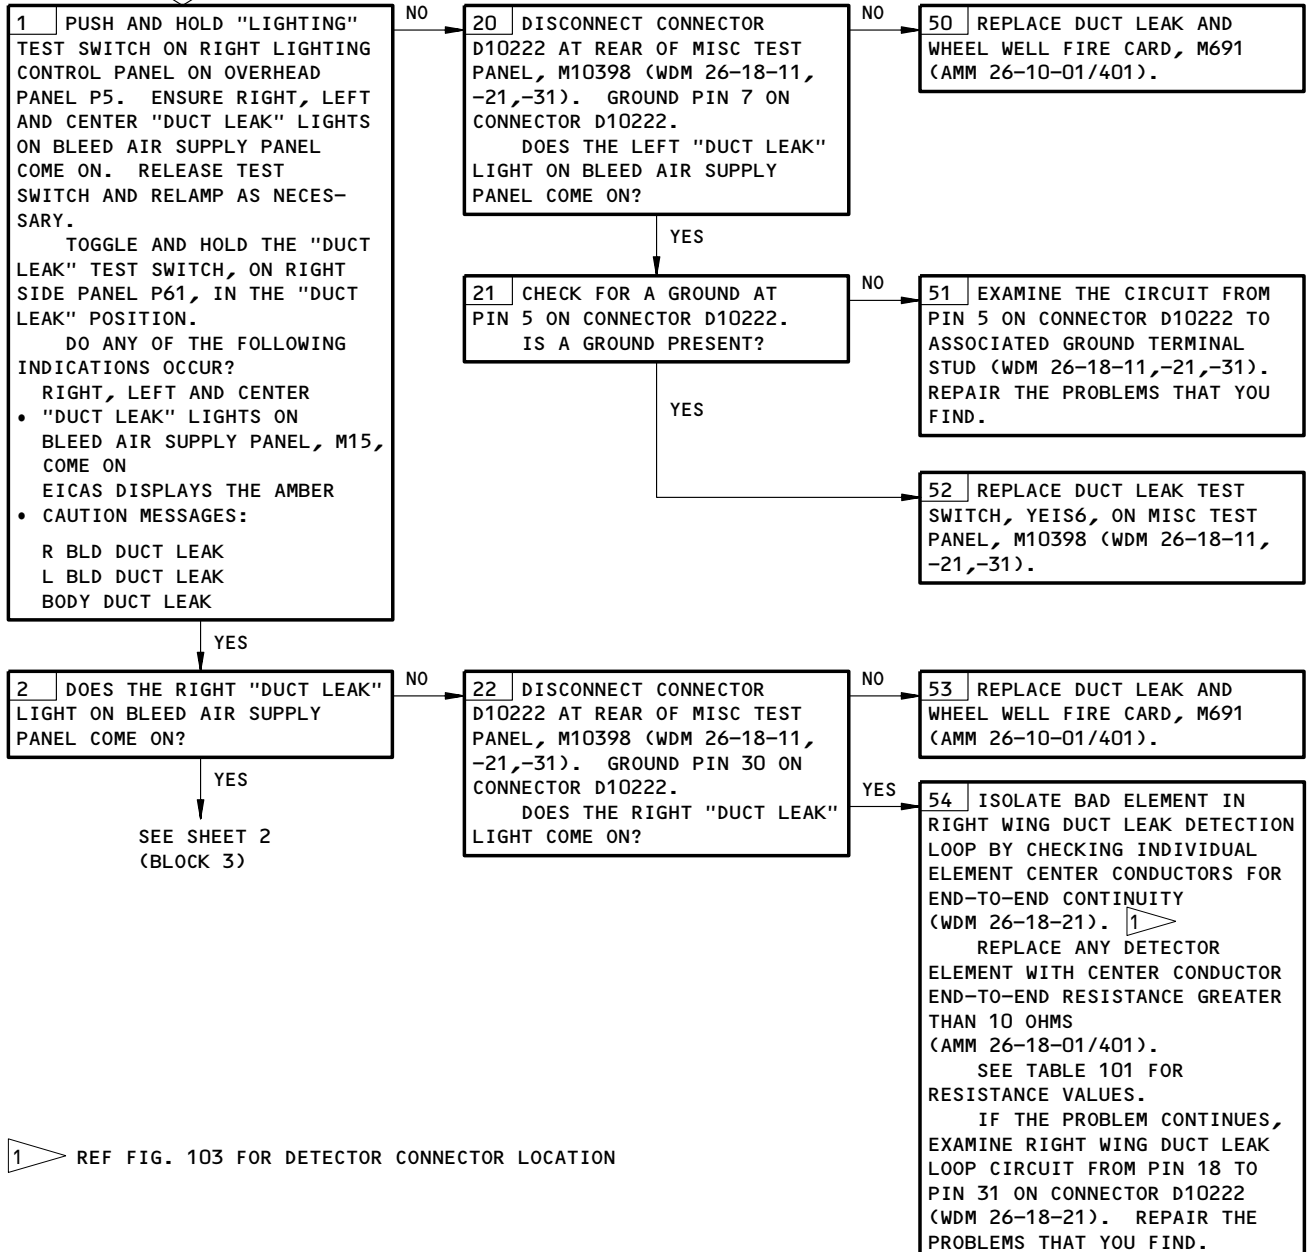 1 PUSH AND HOLD "LIGHTING"
TEST SWITCH ON RIGHT LIGHTING
CONTROL PANEL ON OVERHEAD
PANEL P5. ENSURE RIGHT, LEFT
AND CENTER "DUCT LEAK" LIGHTS
ON BLEED AIR SUPPLY PANEL
COME ON. RELEASE TEST
SWITCH AND RELAMP AS NECES-
SARY.
TOGGLE AND HOLD THE "DUCT
LEAK" TEST SWITCH, ON RIGHT
SIDE PANEL P61, IN THE "DUCT
LEAK" POSITION.
DO ANY OF THE FOLLOWING
INDICATIONS OCCUR?
RIGHT, LEFT AND CENTER
• "DUCT LEAK" LIGHTS ON
BLEED AIR SUPPLY PANEL, M15,
COME ON
EICAS DISPLAYS THE AMBER
• CAUTION MESSAGES:
R BLD DUCT LEAK
L BLD DUCT LEAK
BODY DUCT LEAK
NO
20 DISCONNECT CONNECTOR
D10222 AT REAR OF MISC TEST
PANEL, M10398 (WDM 26-18-11,
-21,-31). GROUND PIN 7 ON
CONNECTOR D10222.
DOES THE LEFT "DUCT LEAK"
LIGHT ON BLEED AIR SUPPLY
PANEL COME ON?
NO
50 REPLACE DUCT LEAK AND
WHEEL WELL FIRE CARD, M691
(AMM 26-10-01/401).
YES
21 CHECK FOR A GROUND AT
PIN 5 ON CONNECTOR D10222.
IS A GROUND PRESENT?
NO
51 EXAMINE THE CIRCUIT FROM
PIN 5 ON CONNECTOR D10222 TO
ASSOCIATED GROUND TERMINAL
STUD (WDM 26-18-11,-21,-31).
REPAIR THE PROBLEMS THAT YOU
FIND.
YES
52 REPLACE DUCT LEAK TEST
SWITCH, YEIS6, ON MISC TEST
PANEL, M10398 (WDM 26-18-11,
-21,-31).
YES
2 DOES THE RIGHT "DUCT LEAK"
LIGHT ON BLEED AIR SUPPLY
PANEL COME ON?
NO
22 DISCONNECT CONNECTOR
D10222 AT REAR OF MISC TEST
PANEL, M10398 (WDM 26-18-11,
-21,-31). GROUND PIN 30 ON
CONNECTOR D10222.
DOES THE RIGHT "DUCT LEAK"
LIGHT COME ON?
NO
53 REPLACE DUCT LEAK AND
WHEEL WELL FIRE CARD, M691
(AMM 26-10-01/401).
YES
SEE SHEET 2
(BLOCK 3)
YES
54 ISOLATE BAD ELEMENT IN
RIGHT WING DUCT LEAK DETECTION
LOOP BY CHECKING INDIVIDUAL
ELEMENT CENTER CONDUCTORS FOR
END-TO-END CONTINUITY
(WDM 26-18-21). 1
REPLACE ANY DETECTOR
ELEMENT WITH CENTER CONDUCTOR
END-TO-END RESISTANCE GREATER
THAN 10 OHMS
(AMM 26-18-01/401).
SEE TABLE 101 FOR
RESISTANCE VALUES.
IF THE PROBLEM CONTINUES,
EXAMINE RIGHT WING DUCT LEAK
LOOP CIRCUIT FROM PIN 18 TO
PIN 31 ON CONNECTOR D10222
(WDM 26-18-21). REPAIR THE
PROBLEMS THAT YOU FIND.
1 REF FIG. 103 FOR DETECTOR CONNECTOR LOCATION